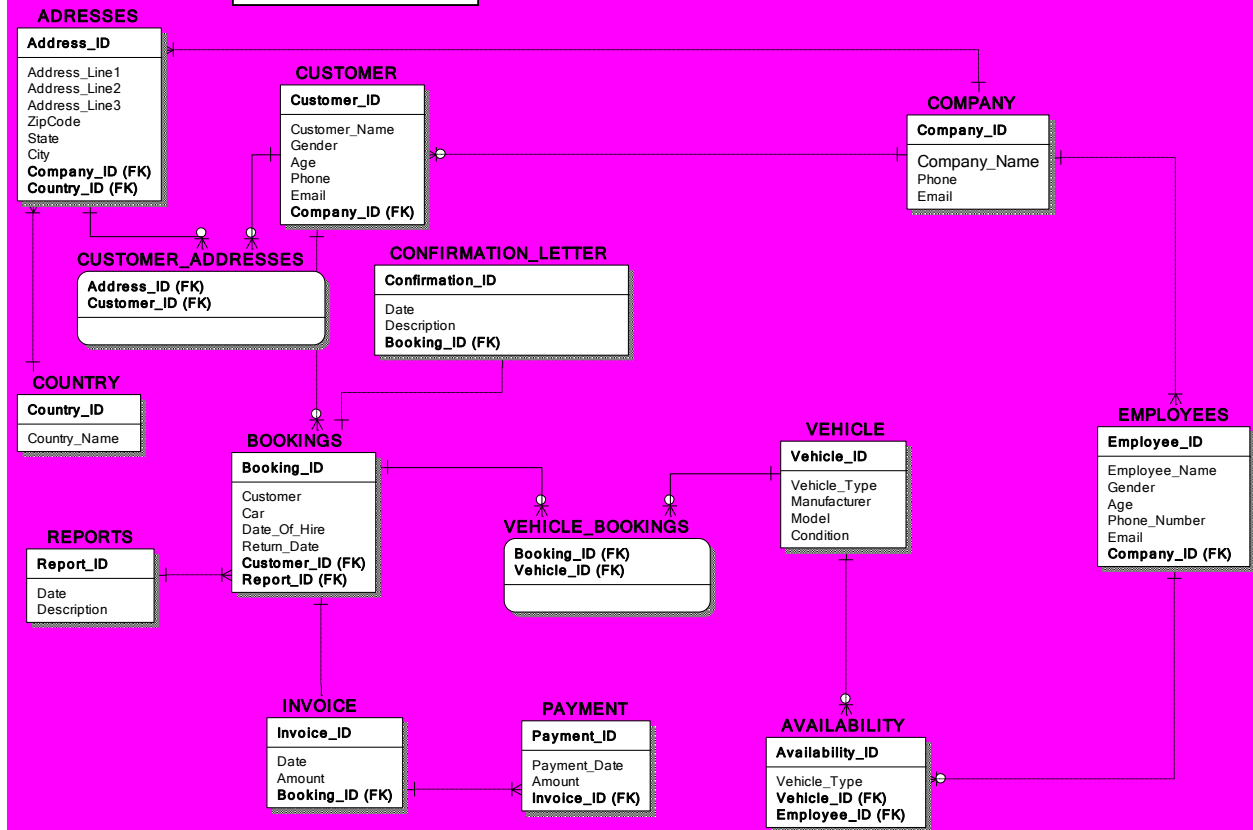 ADRESSES
Address_ID
Address_Line1
Address_Line2
Address_Line3
ZipCode
State
City
Company_ID (FK)
Country_ID (FK)
CUSTOMER
Customer_ID
Customer_Name
Gender
Age
Phone
Email
Company_ID (FK)
COMPANY
Company_ID
Company_Name
Phone
Email
CUSTOMER_ADDRESSES
Address_ID (FK)
Customer_ID (FK)
CONFIRMATION_LETTER
Confirmation_ID
Date
Description
Booking_ID (FK)
COUNTRY
Country_ID
Country_Name
BOOKINGS
Booking_ID
Customer
Car
Date_Of_Hire
Return_Date
Customer_ID (FK)
Report_ID (FK)
VEHICLE
Vehicle_ID
Vehicle_Type
Manufacturer
Model
Condition
EMPLOYEES
Employee_ID
Employee_Name
Gender
Age
Phone_Number
Email
Company_ID (FK)
REPORTS
Report_ID
Date
Description
VEHICLE_BOOKINGS
Booking_ID (FK)
Vehicle_ID (FK)
INVOICE
Invoice_ID
Date
Amount
Booking_ID (FK)
PAYMENT
Payment_ID
Payment_Date
Amount
Invoice_ID (FK)
AVAILABILITY
Availability_ID
Vehicle_Type
Vehicle_ID (FK)
Employee_ID (FK)